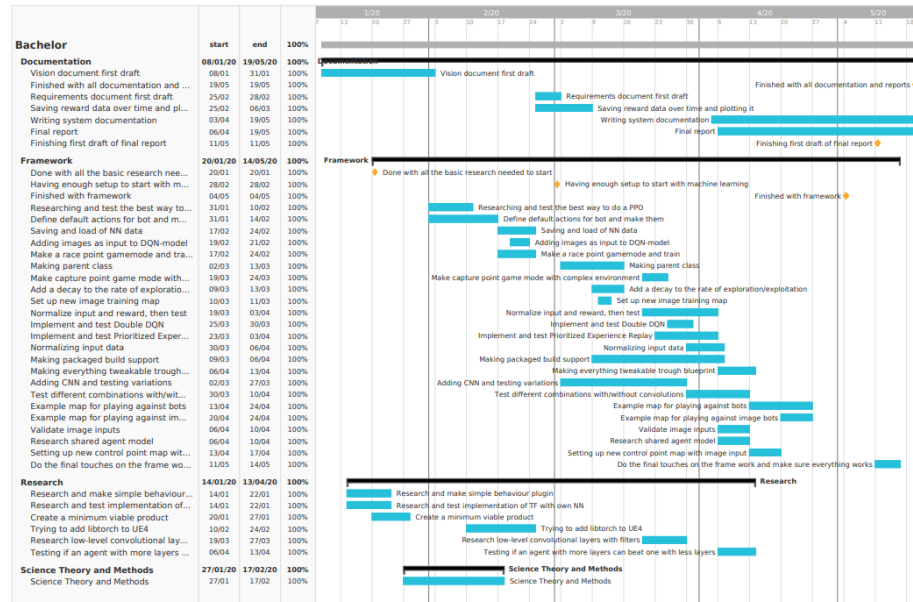 1/20 2/20 3/20 4/20 5/20
7 13 20 27 3 10 17 24 2 9 16 23 30 6 13 20 27 4 11 18
Bachelor start end 100%
Documentation 08/01/20 19/05/20 100%
Vision document first draft 08/01 31/01 100% Vision document first draft
Finished with all documentation and ... 19/05 19/05 100% Finished with all documentation and reports
Requirements document first draft 25/02 28/02 100% Requirements document first draft
Saving reward data over time and pl... 25/02 06/03 100% Saving reward data over time and plotting it
Writing system documentation 03/04 19/05 100% Writing system documentation
Final report 06/04 19/05 100% Final report
Finishing first draft of final report 11/05 11/05 100% Finishing first draft of final report
Framework 20/01/20 14/05/20 100% Framework
Done with all the basic research nee... 20/01 20/01 100% Done with all the basic research needed to start
Having enough setup to start with m... 28/02 28/02 100% Having enough setup to start with machine learning
Finished with framework 04/05 04/05 100% Finished with framework
Researching and test the best way to... 31/01 10/02 100% Researching and test the best way to do a PPO
Define default actions for bot and m... 31/01 14/02 100% Define default actions for bot and make them
Saving and load of NN data 17/02 24/02 100% Saving and load of NN data
Adding images as input to DQN-model 19/02 21/02 100% Adding images as input to DQN-model
Make a race point gamemode and tra... 17/02 24/02 100% Make a race point gamemode and train
Making parent class 02/03 13/03 100% Making parent class
Make capture point game mode with... 19/03 24/03 100% Make capture point game mode with complex environment
Add a decay to the rate of exploratio... 09/03 13/03 100% Add a decay to the rate of exploration/exploitation
Set up new image training map 10/03 11/03 100% Set up new image training map
Normalize input and reward, then test 19/03 03/04 100% Normalize input and reward, then test
Implement and test Double DQN 25/03 30/03 100% Implement and test Double DQN
Implement and test Prioritized Exper... 23/03 03/04 100% Implement and test Prioritized Experience Replay
Normalizing input data 30/03 06/04 100% Normalizing input data
Making packaged build support 09/03 06/04 100% Making packaged build support
Making everything tweakable trough... 06/04 13/04 100% Making everything tweakable trough blueprint
Adding CNN and testing variations 02/03 27/03 100% Adding CNN and testing variations
Test different combinations with/wit... 30/03 10/04 100% Test different combinations with/without convolutions
Example map for playing against bots 13/04 24/04 100% Example map for playing against bots
Example map for playing against im... 20/04 24/04 100% Example map for playing against image bots
Validate image inputs 06/04 10/04 100% Validate image inputs
Research shared agent model 06/04 10/04 100% Research shared agent model
Setting up new control point map wit... 13/04 17/04 100% Setting up new control point map with image input
Do the final touches on the frame wo... 11/05 14/05 100% Do the final touches on the frame work and make sure everything works
Research 14/01/20 13/04/20 100% Research
Research and make simple behaviour... 14/01 22/01 100% Research and make simple behaviour plugin
Research and test implementation of... 14/01 22/01 100% Research and test implementation of TF with own NN
Create a minimum viable product 20/01 27/01 100% Create a minimum viable product
Trying to add libtorch to UE4 10/02 24/02 100% Trying to add libtorch to UE4
Research low-level convolutional lay... 19/03 27/03 100% Research low-level convolutional layers with filters
Testing if an agent with more layers ... 06/04 13/04 100% Testing if an agent with more layers can beat one with less layers
Science Theory and Methods 27/01/20 17/02/20 100% Science Theory and Methods
Science Theory and Methods 27/01 17/02 100% Science Theory and Methods